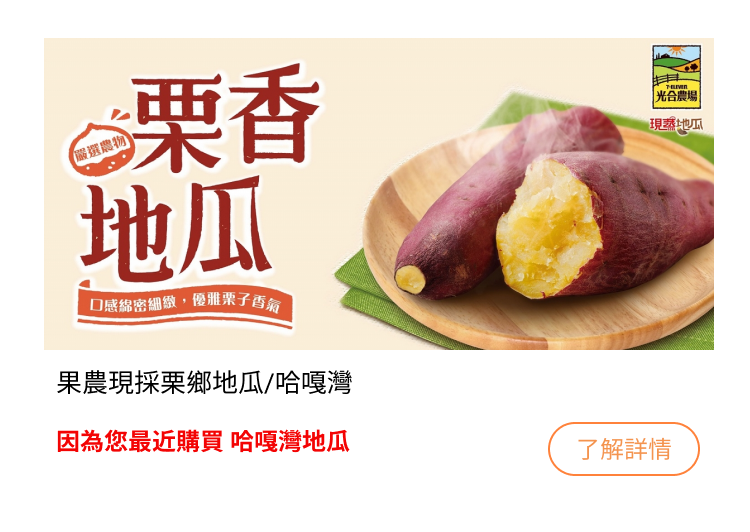 嚴選農物
栗香
地瓜
口感綿密細緻，優雅栗子香氣
7-ELEVEN
光合農場
現蒸地瓜
果農現採栗鄉地瓜/哈嘎灣
因為您最近購買 哈嘎灣地瓜
了解詳情